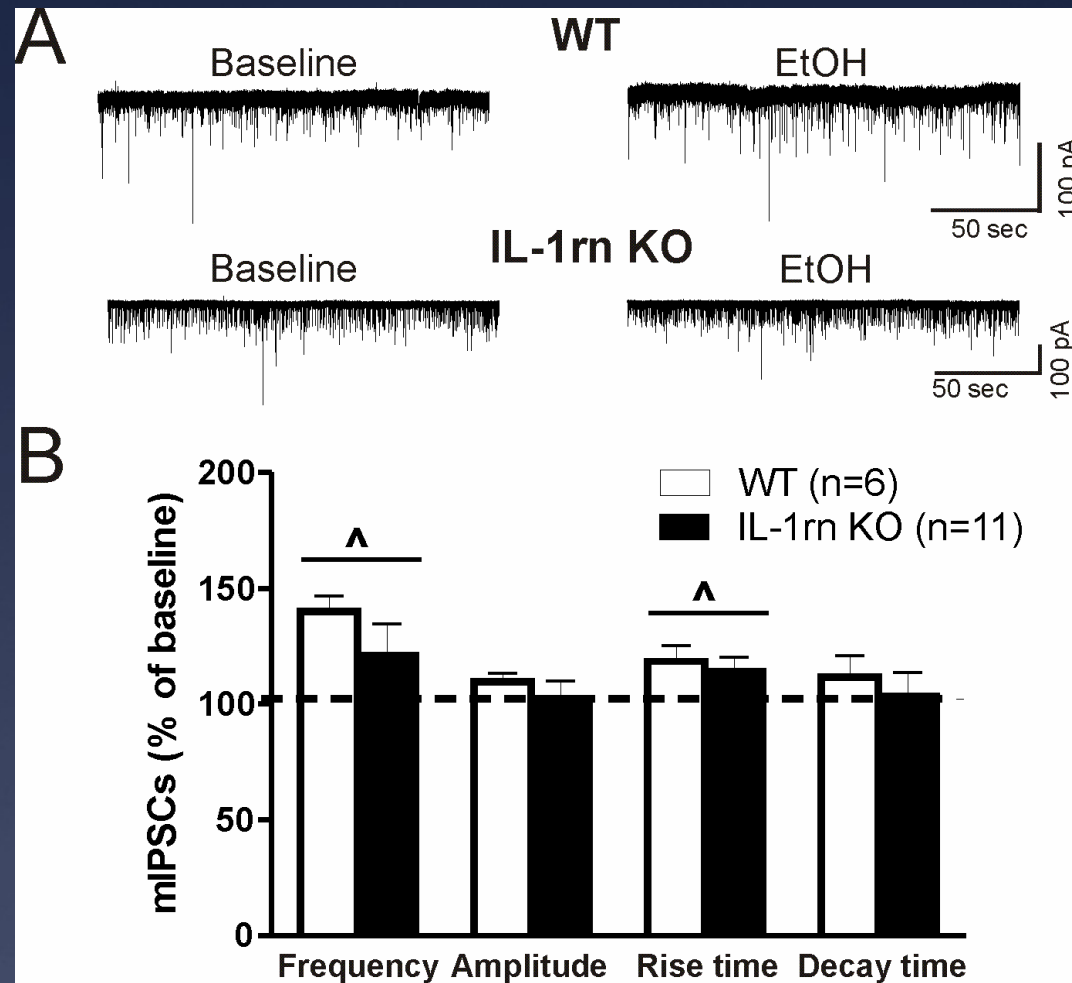 A
WT
Baseline
EtOH
100 pA
50 sec
IL-1rn KO
Baseline
EtOH
100 pA
50 sec
B
mIPSCs (% of baseline)
200
150
100
50
0
^
^
WT (n=6)
IL-1rn KO (n=11)
Frequency Amplitude Rise time Decay time